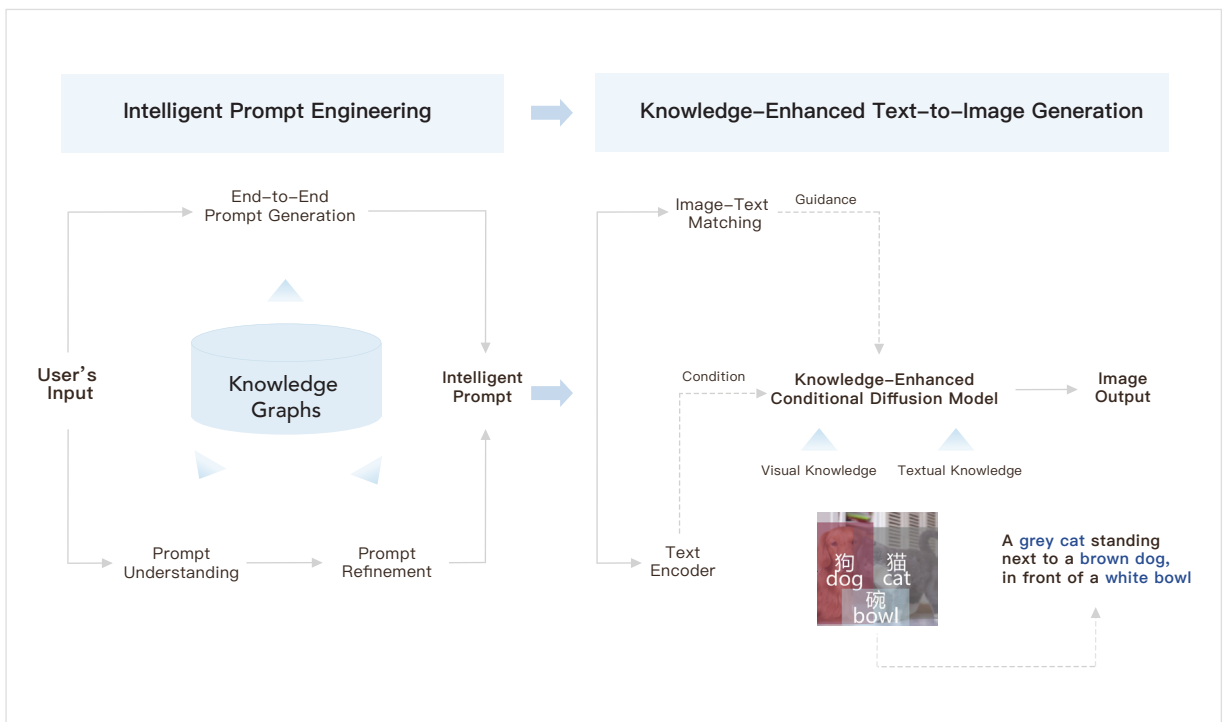 Intelligent Prompt Engineering
Knowledge-Enhanced Text-to-Image Generation
End-to-End
Prompt Generation
Knowledge
Graphs
User's
Input
Intelligent
Prompt
Prompt
Understanding
Prompt
Refinement
Image-Text
Matching
Guidance
Condition
Knowledge-Enhanced
Conditional Diffusion Model
Image
Output
Visual Knowledge
Textual Knowledge
Text
Encoder
狗
dog
猫
cat
碗
bowl
A grey cat standing
next to a brown dog,
in front of a white bowl